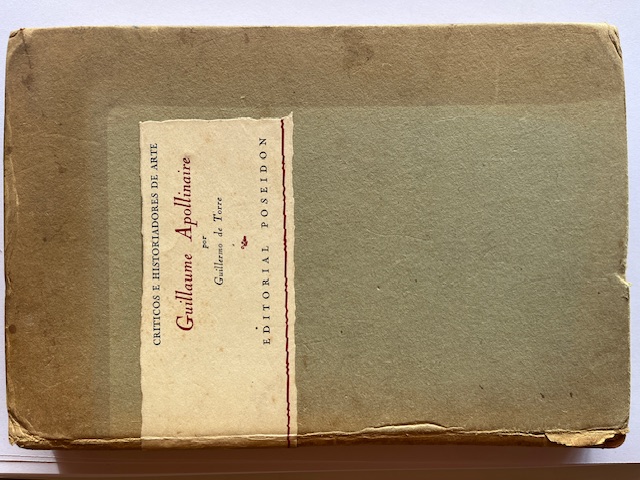 CRITICOS E HISTORIADORES DE ARTE
Guillaume Apollinaire
por
Guillermo de Torre
EDITORIAL POSEIDON